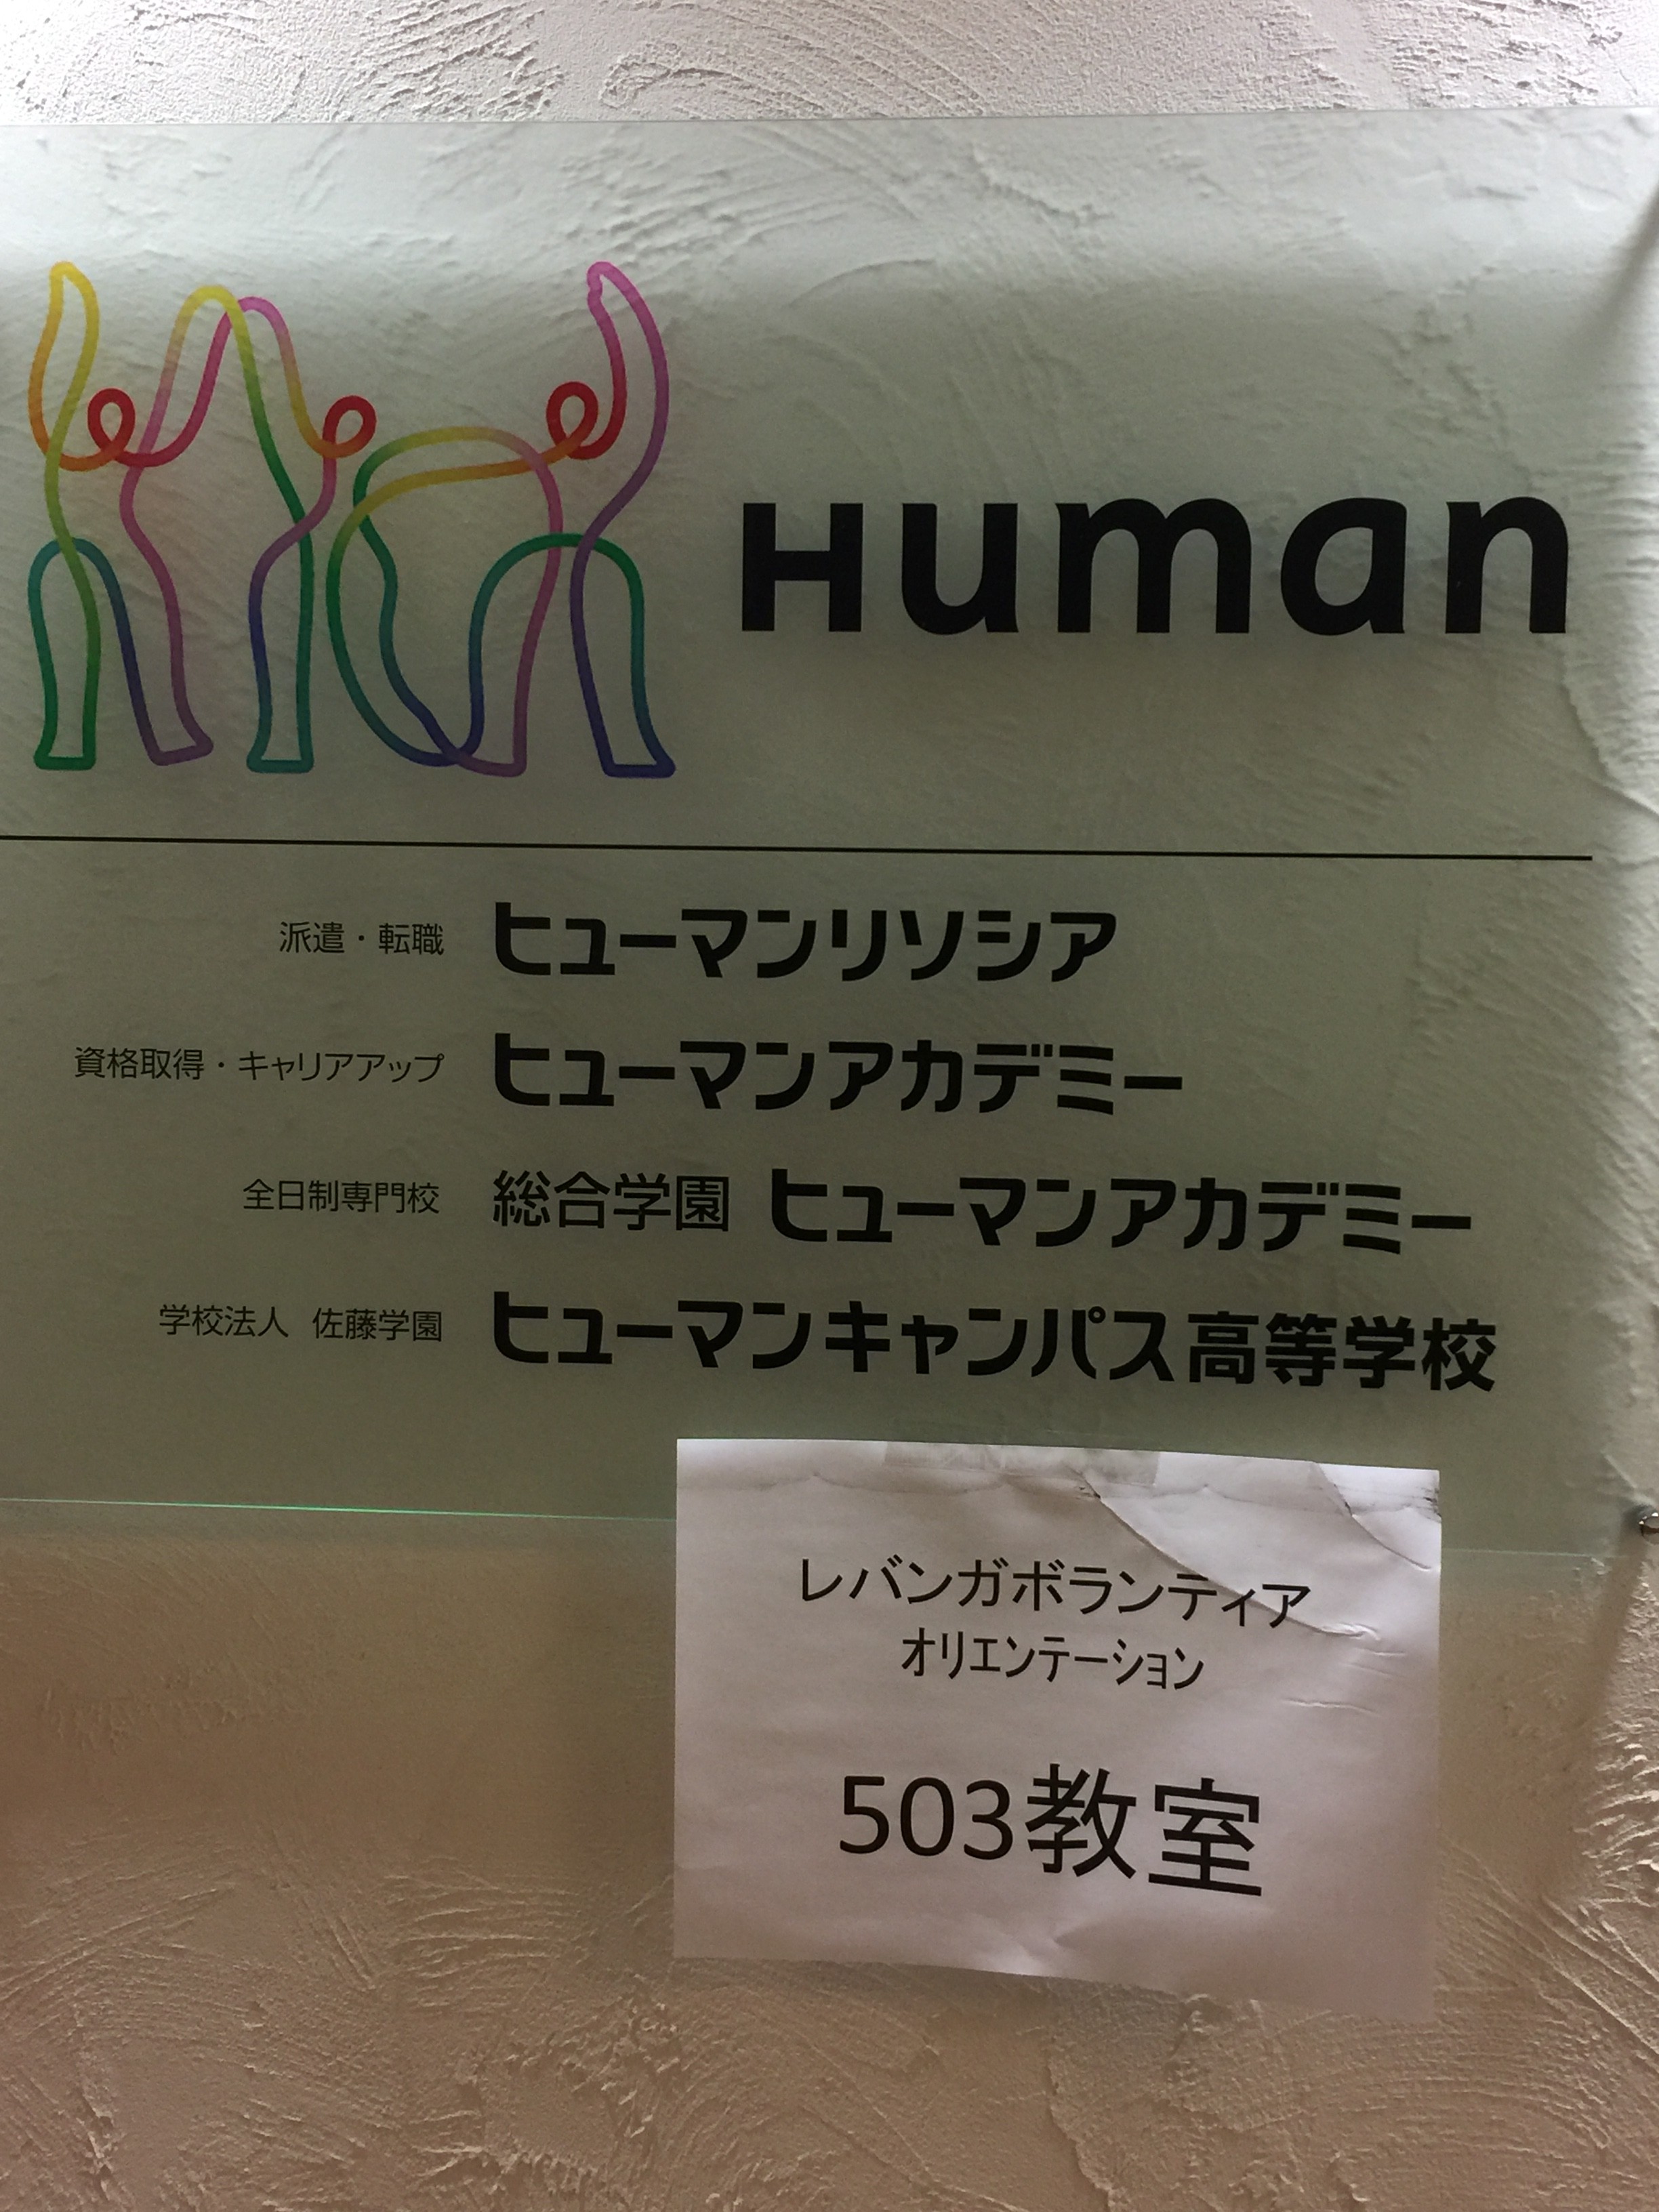 Human
派遣・転職 ヒューマンリソシア
資格取得・キャリアアップ ヒューマンアカデミー
全日制専門校 総合学園 ヒューマンアカデミー
学校法人 佐藤学園 ヒューマンキャンパス高等学校
レバンガボランティア
オリエンテーション
503教室